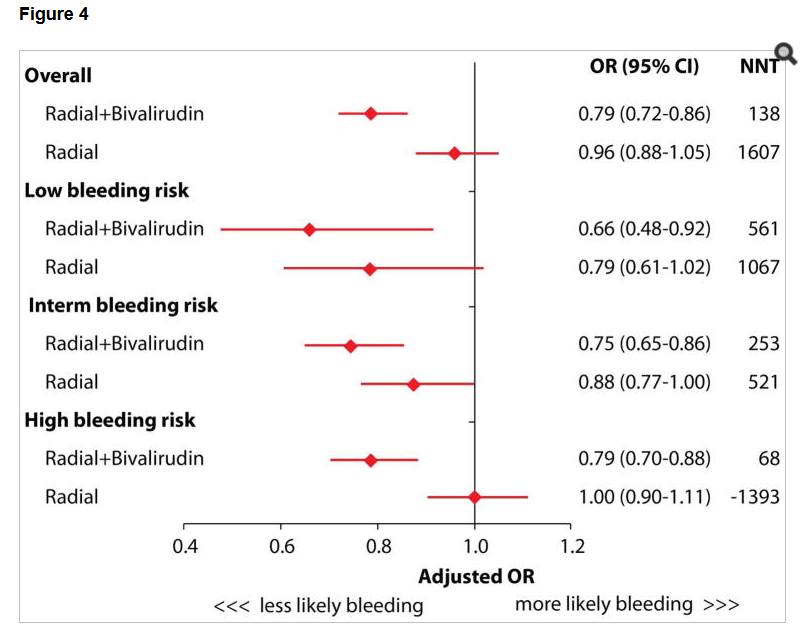 Figure 4
OR (95% CI) NNT
Overall
Radial+Bivalirudin 0.79 (0.72-0.86) 138
Radial 0.96 (0.88-1.05) 1607
Low bleeding risk
Radial+Bivalirudin 0.66 (0.48-0.92) 561
Radial 0.79 (0.61-1.02) 1067
Interm bleeding risk
Radial+Bivalirudin 0.75 (0.65-0.86) 253
Radial 0.88 (0.77-1.00) 521
High bleeding risk
Radial+Bivalirudin 0.79 (0.70-0.88) 68
Radial 1.00 (0.90-1.11) -1393
0.4 0.6 0.8 1.0 1.2
Adjusted OR
<<< less likely bleeding more likely bleeding >>>